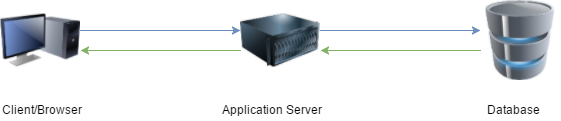 Client/Browser
Application Server
Database